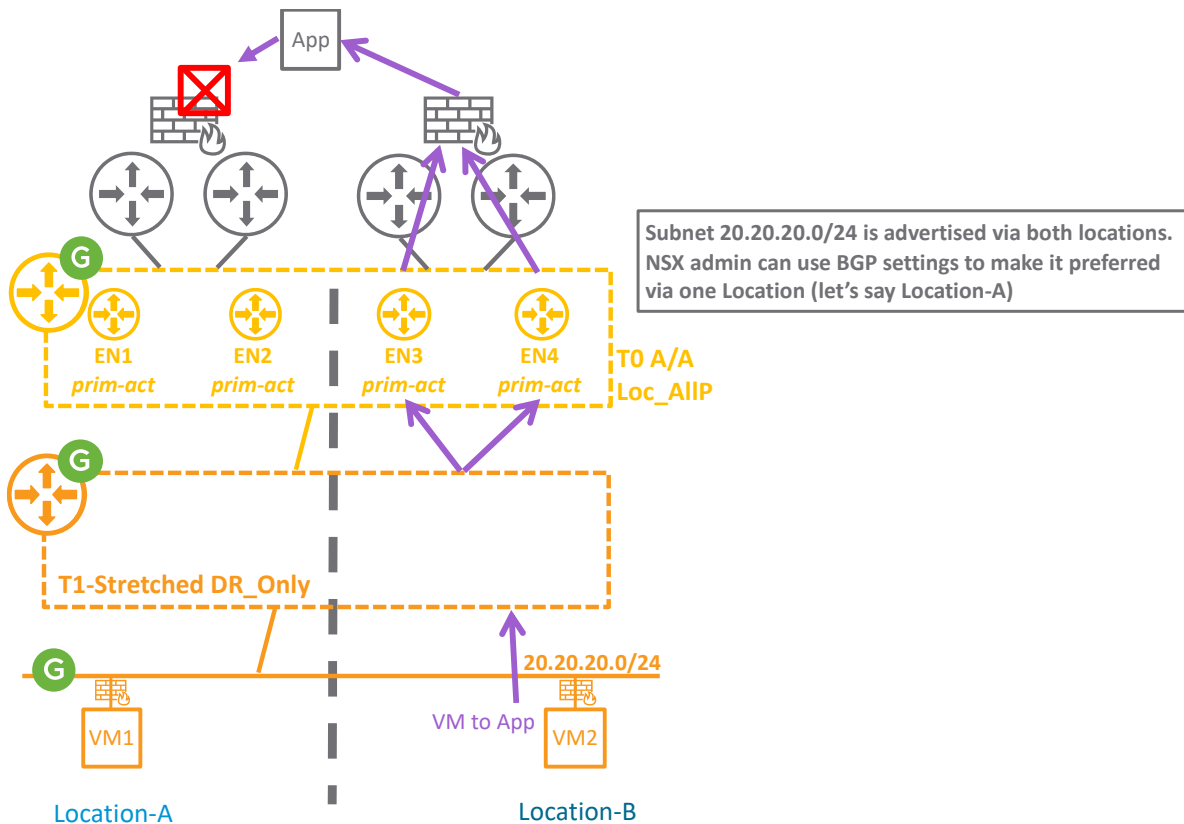 App
Subnet 20.20.20.0/24 is advertised via both locations.
NSX admin can use BGP settings to make it preferred
via one Location (let’s say Location-A)
G
EN1
prim-act
EN2
prim-act
EN3
prim-act
EN4
prim-act
T0 A/A
Loc_AllP
G
T1-Stretched DR_Only
G
20.20.20.0/24
VM to App
VM1
VM2
Location-A
Location-B